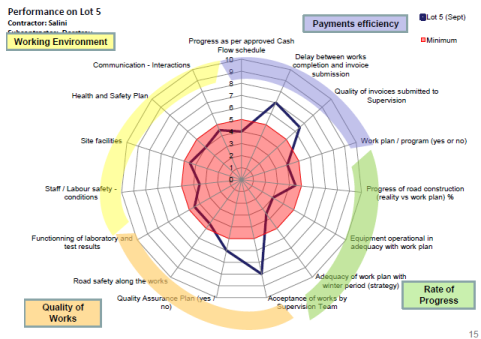 Performance on Lot 5
Contractor: Salini
Working Environment
Payments efficiency
Lot 5 (Sept)
Minimum
Progress as per approved Cash
Flow schedule
Delay between works
completion and invoice
submission
Quality of invoices submitted to
Supervision
Work plan / program (yes or no)
Progress of road construction
(reality vs work plan) %
Equipment operational in
adequacy with work plan
Adequacy of work plan with
winter period (strategy)
Acceptance of works by
Supervision Team
Quality Assurance Plan (yes /
no)
Road safety along the works
Functionning of laboratory and
test results
Staff / Labour safety -
conditions
Site facilities
Health and Safety Plan
Communication - Interactions
10
9
8
7
6
5
4
3
2
1
0
Quality of
Works
Rate of
Progress
15